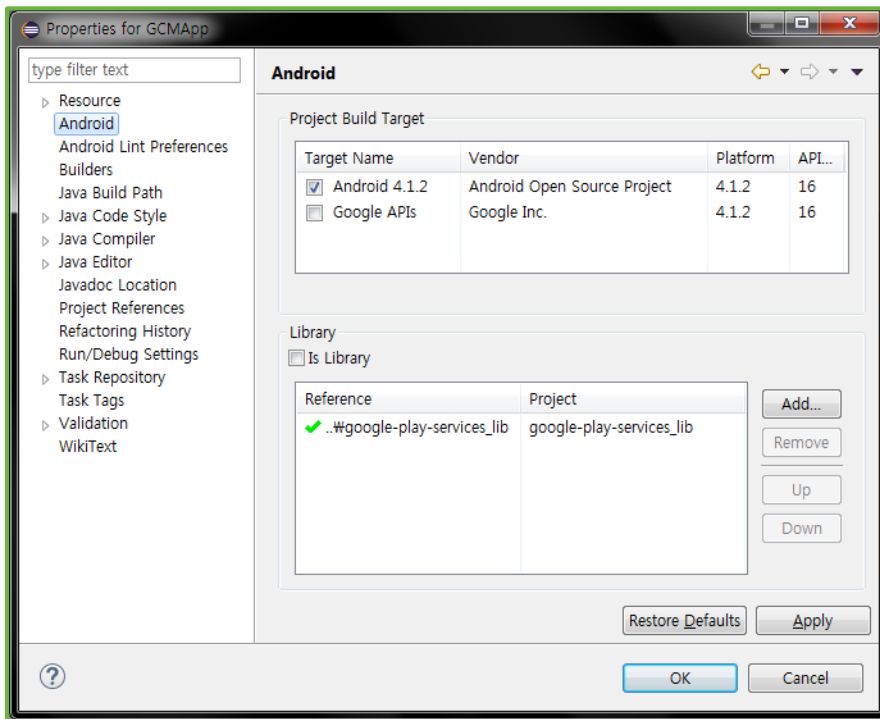 Properties for GCMApp
type filter text
Android
Resource
Android
Android Lint Preferences
Builders
Java Build Path
Java Code Style
Java Compiler
Java Editor
Javadoc Location
Project References
Refactoring History
Run/Debug Settings
Task Repository
Task Tags
Validation
WikiText
Project Build Target
Target Name Vendor Platform API...
Android 4.1.2 Android Open Source Project 4.1.2 16
Google APIs Google Inc. 4.1.2 16
Library
Is Library
Reference Project
..₩google-play-services_lib google-play-services_lib
Add...
Remove
Up
Down
Restore Defaults Apply
? OK Cancel